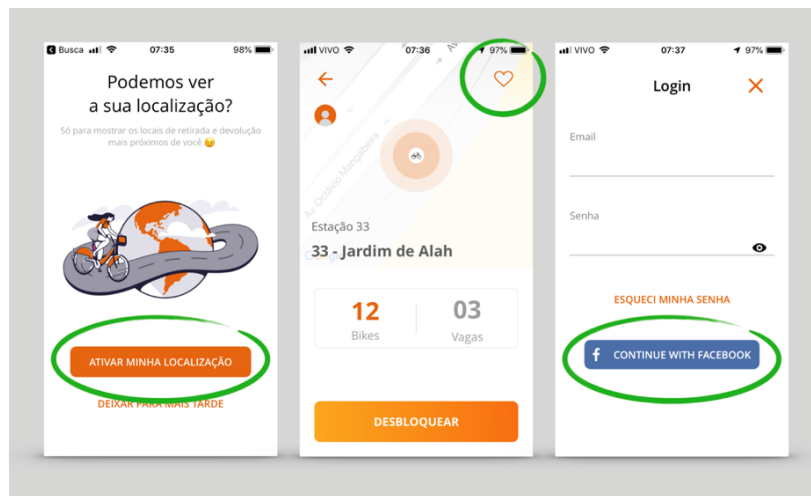 Busca
07:35
98%
Podemos ver
a sua localização?
Só para mostrar os locais de retirada e devolução
mais próximos de você
ATIVAR MINHA LOCALIZAÇÃO
DEIXAR PARA MAIS TARDE
VIVO
07:36
97%
Av. Octávio Mangabeira
Estação 33
33 - Jardim de Alah
12
Bikes
03
Vagas
DESBLOQUEAR
VIVO
07:37
97%
Login
Email
Senha
ESQUECI MINHA SENHA
f CONTINUE WITH FACEBOOK